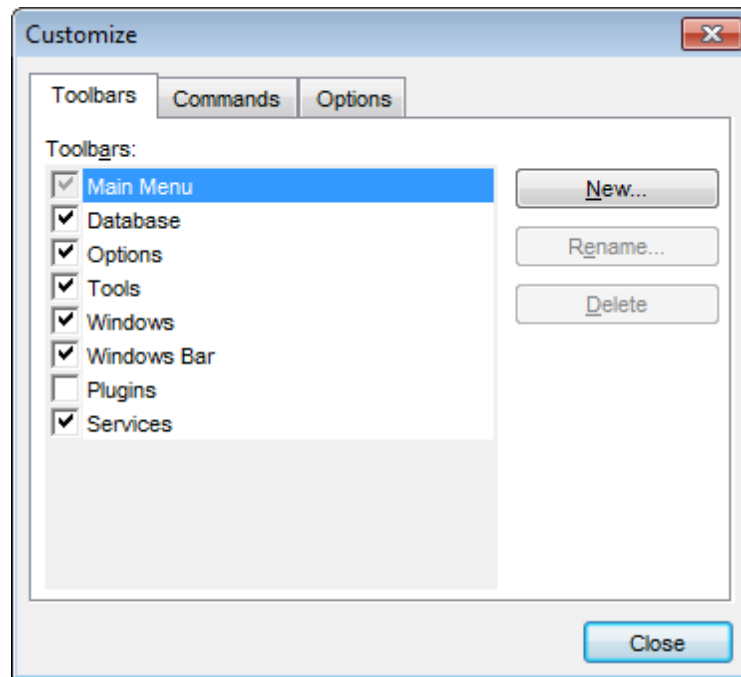 Customize
Toolbars Commands Options
Toolbars:
Main Menu
Database
Options
Tools
Windows
Windows Bar
Plugins
Services
New...
Rename...
Delete
Close